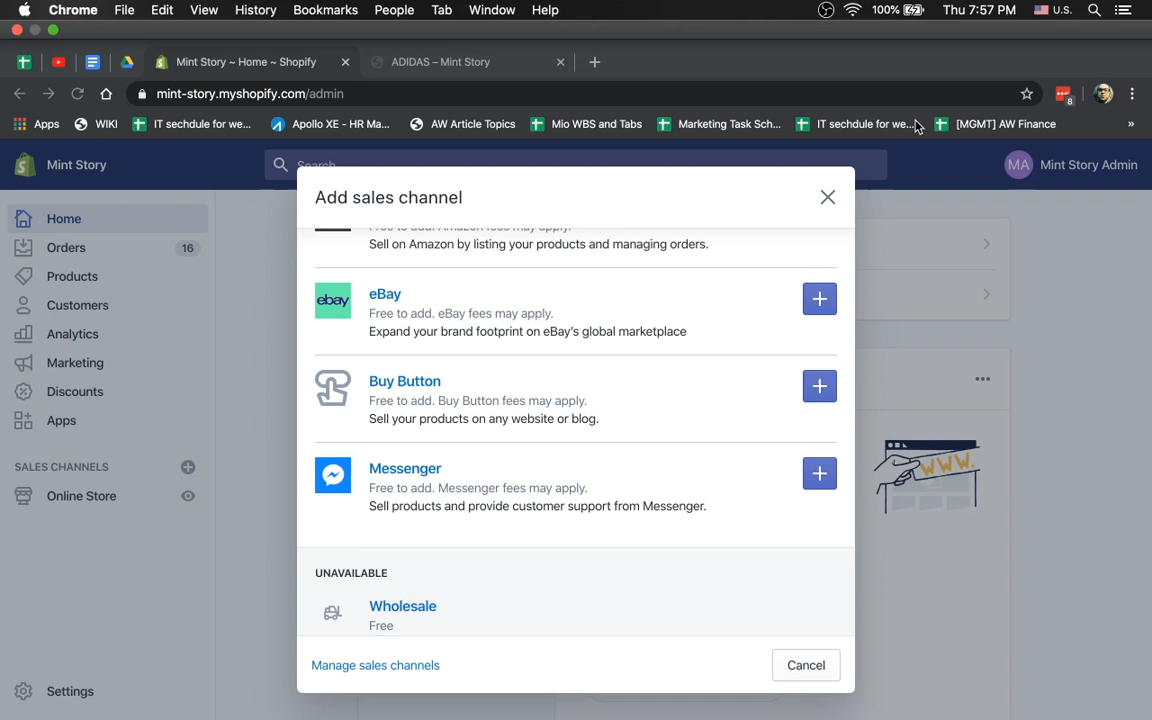 Chrome File Edit View History Bookmarks People Tab Window Help 100% Thu 7:57 PM U.S.
Mint Story ~ Home ~ Shopify ADIDAS – Mint Story
mint-story.myshopify.com/admin 8
Apps WIKI IT sechdule for we... Apollo XE - HR Ma... AW Article Topics Mio WBS and Tabs Marketing Task Sch... IT sechdule for we... [MGMT] AW Finance »
Mint Story Search MA Mint Story Admin
Home
Orders 16
Products
Customers
Analytics
Marketing
Discounts
Apps
SALES CHANNELS
Online Store
Settings
Add sales channel
Free to add. Amazon fees may apply.
Sell on Amazon by listing your products and managing orders.
ebay eBay
Free to add. eBay fees may apply.
Expand your brand footprint on eBay's global marketplace
Buy Button
Free to add. Buy Button fees may apply.
Sell your products on any website or blog.
Messenger
Free to add. Messenger fees may apply.
Sell products and provide customer support from Messenger.
UNAVAILABLE
Wholesale
Free
Manage sales channels Cancel
WWW.